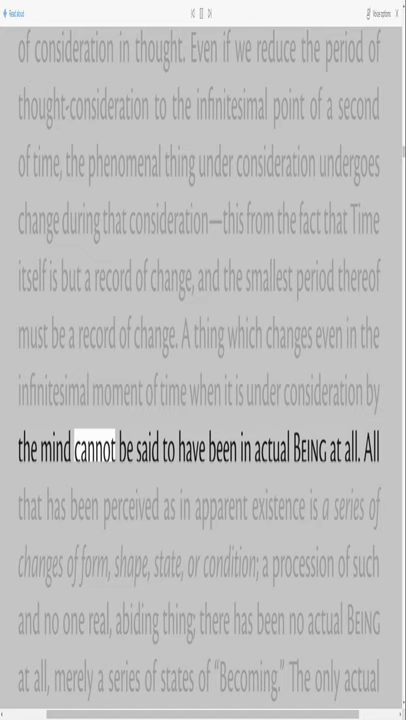 Read aloud
Voice options
of consideration in thought. Even if we reduce the period of
thought-consideration to the infinitesimal point of a second
of time, the phenomenal thing under consideration undergoes
change during that consideration—this from the fact that Time
itself is but a record of change, and the smallest period thereof
must be a record of change. A thing which changes even in the
infinitesimal moment of time when it is under consideration by
the mind cannot be said to have been in actual BEING at all. All
that has been perceived as in apparent existence is a series of
changes of form, shape, state, or condition; a procession of such
and no one real, abiding thing; there has been no actual BEING
at all, merely a series of states of “Becoming.” The only actual